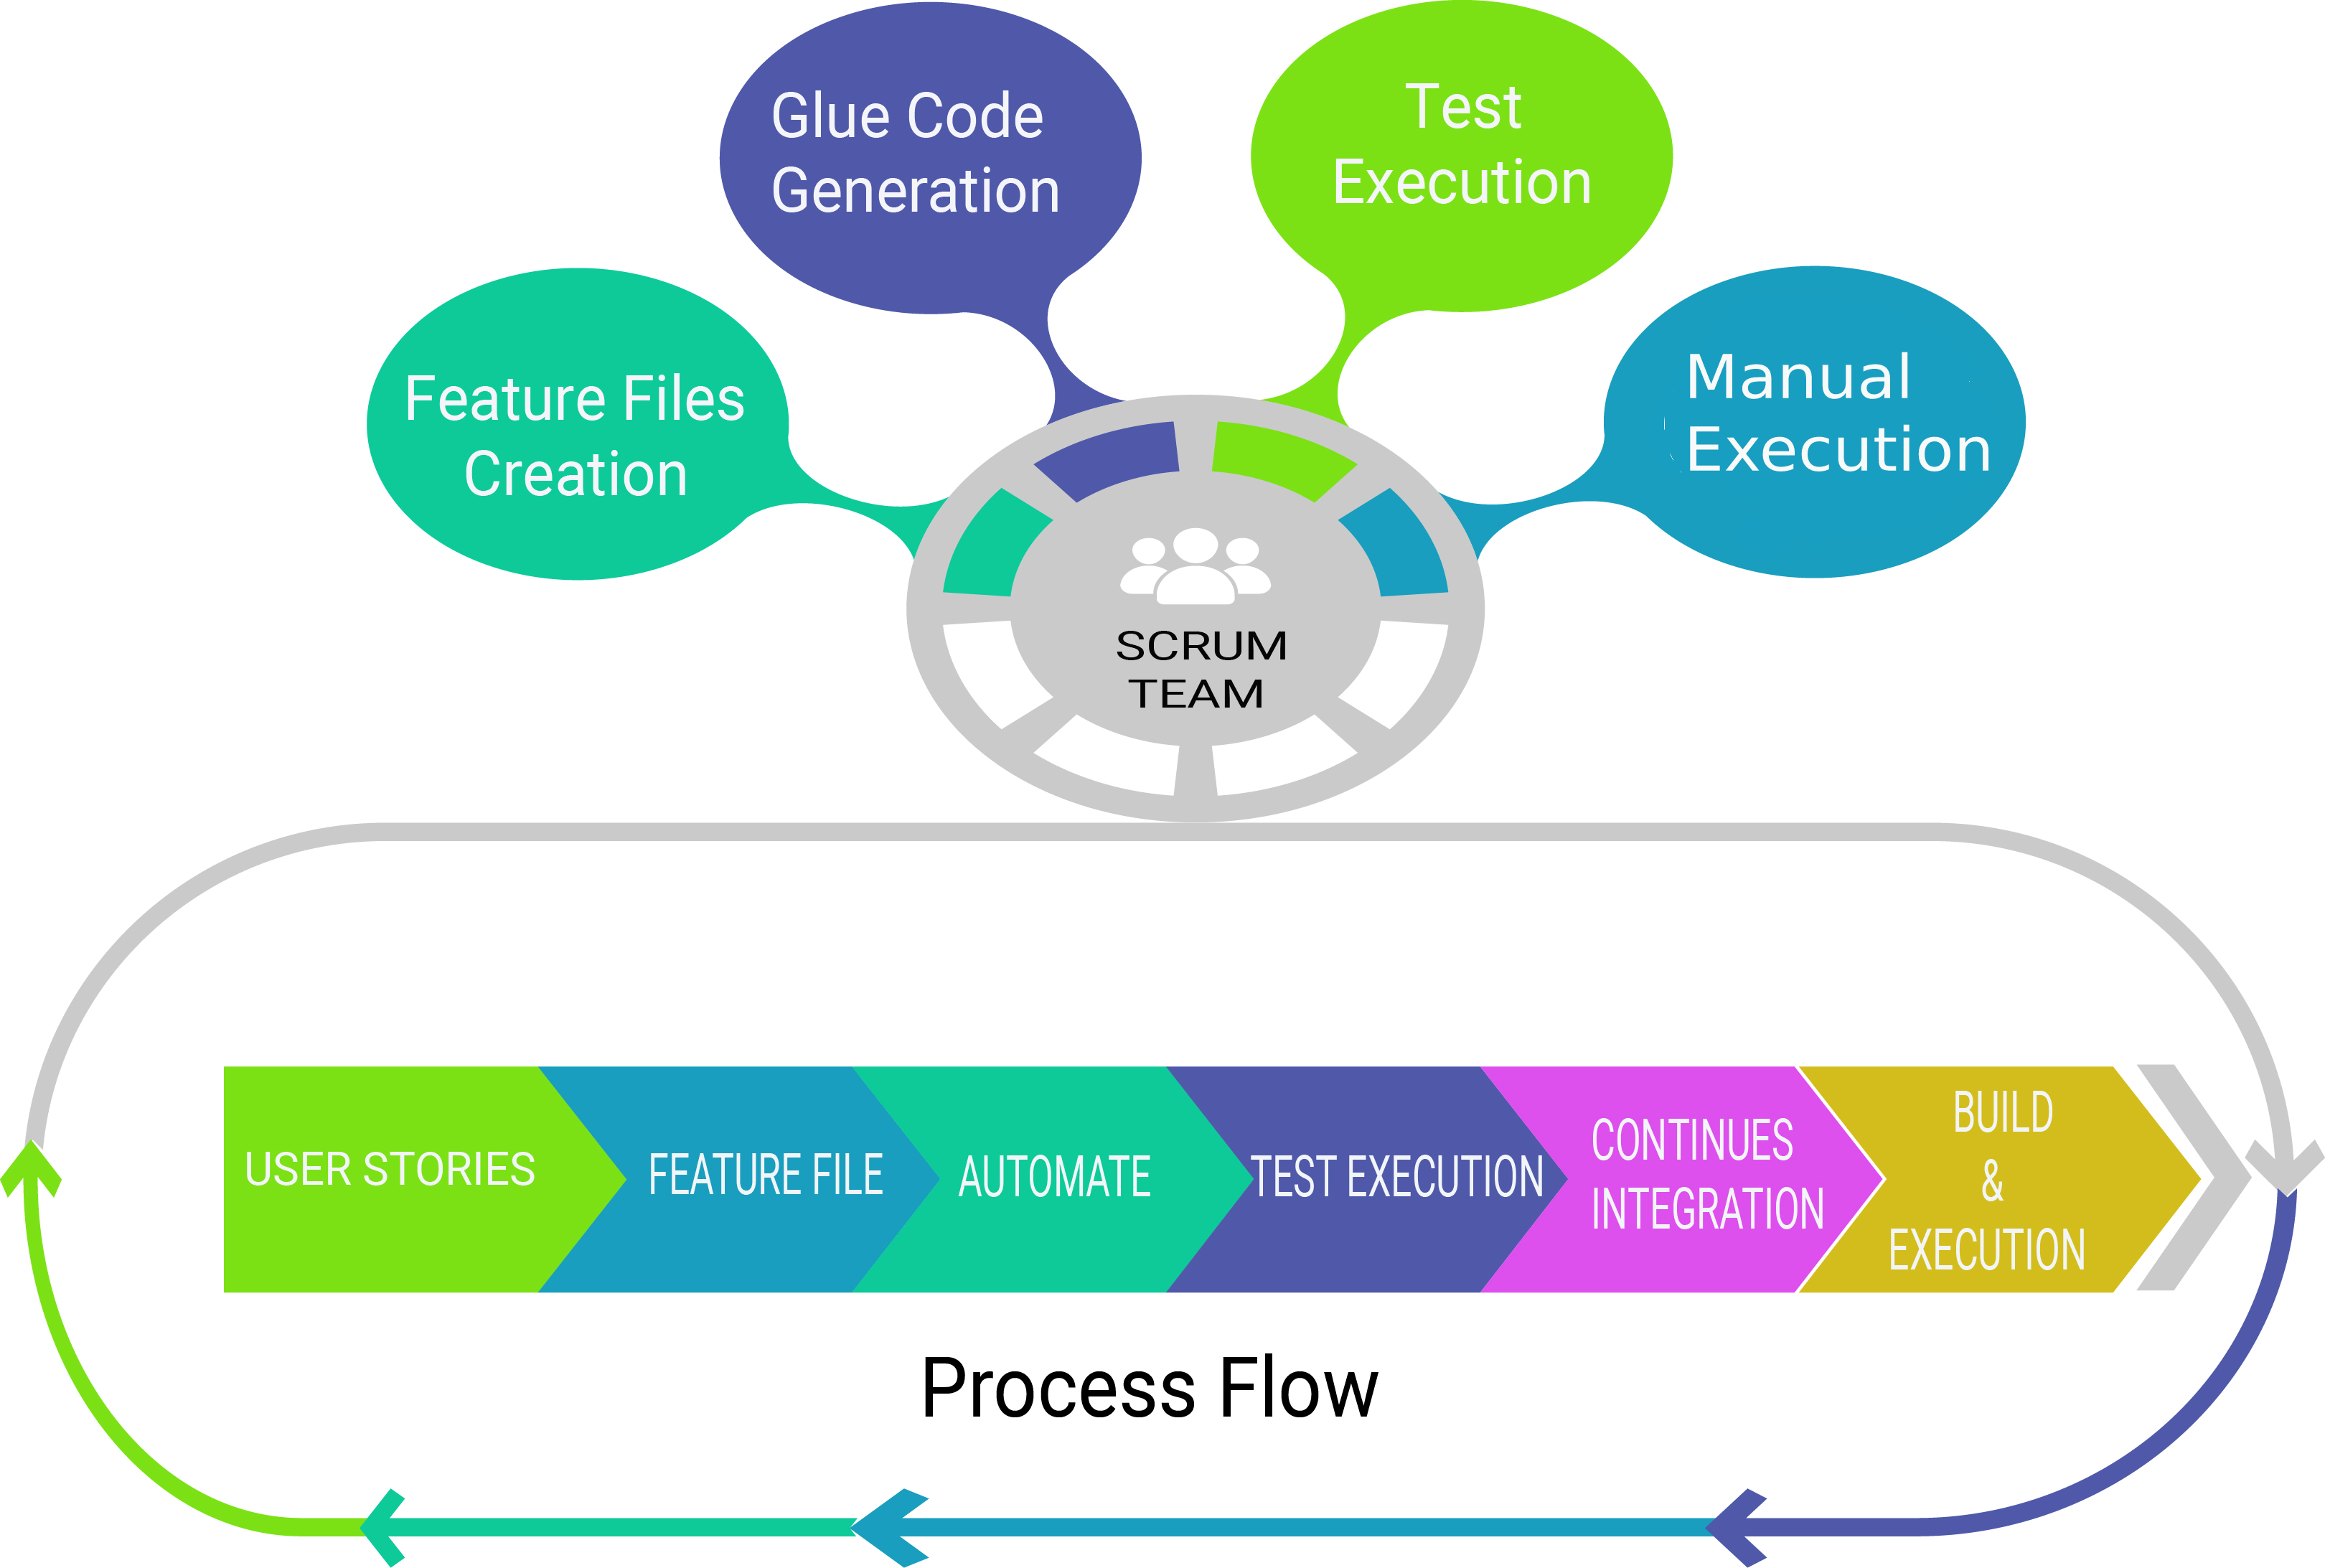 Glue Code
Generation
Test
Execution
Feature Files
Creation
Manual
Execution
SCRUM
TEAM
USER STORIES
FEATURE FILE
AUTOMATE
TEST EXECUTION
CONTINUES
INTEGRATION
BUILD
&
EXECUTION
Process Flow